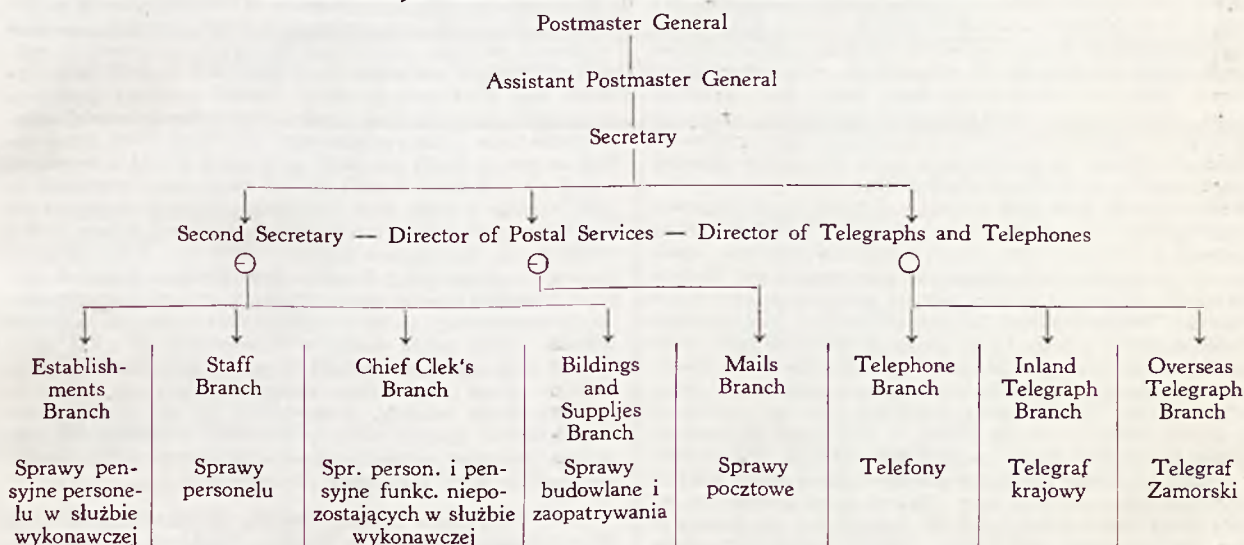 Postmaster General
Assistant Postmaster General
Secretary
Second Secretary — Director of Postal Services — Director of Telegraphs and Telephones
Establish-
ments
Branch
Staff
Branch
Chief Clek‘s
Branch
Bildings
and
Suppljes
Branch
Mails
Branch
Telephone
Branch
Inland
Telegraph
Branch
Overseas
Telegraph
Branch
Sprawy pen-
syjne persone-
lu w służbie
wykonawczej
Sprawy
personelu
Spr. person. i pen-
syjne funkc. niepo-
zostających w służbie
wykonawczej
Sprawy
budowlane i
zaopatrywania
Sprawy
pocztowe
Telefony
Telegraf
krajowy
Telegraf
Zamorski